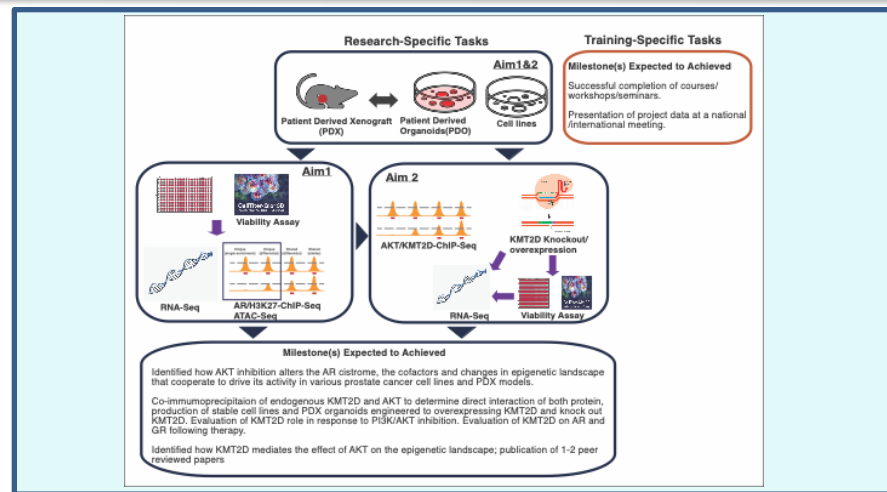 Research-Specific Tasks
Training-Specific Tasks
Aim1&2
Patient Derived Xenograft
(PDX)
Patient Derived
Organoids(PDO)
Cell lines
Milestone(s) Expected to Achieved
Successful completion of courses/
workshops/seminars.
Presentation of project data at a national
/international meeting.
Aim1
Viability Assay
RNA-Seq
AR/H3K27-ChIP-Seq
ATAC-Seq
Aim 2
AKT/KMT2D-ChIP-Seq
KMT2D Knockout/
overexpression
RNA-Seq
Viability Assay
Milestone(s) Expected to Achieved
Identified how AKT inhibition alters the AR cistrome, the cofactors and changes in epigenetic landscape
that cooperate to drive its activity in various prostate cancer cell lines and PDX models.
Co-immumoprecipitaion of endogenous KMT2D and AKT to determine direct interaction of both protein,
production of stable cell lines and PDX organoids engineered to overexpressing KMT2D and knock out
KMT2D. Evaluation of KMT2D role in response to PI3K/AKT inhibition. Evaluation of KMT2D on AR and
GR following therapy.
Identified how KMT2D mediates the effect of AKT on the epigenetic landscape; publication of 1-2 peer
reviewed papers